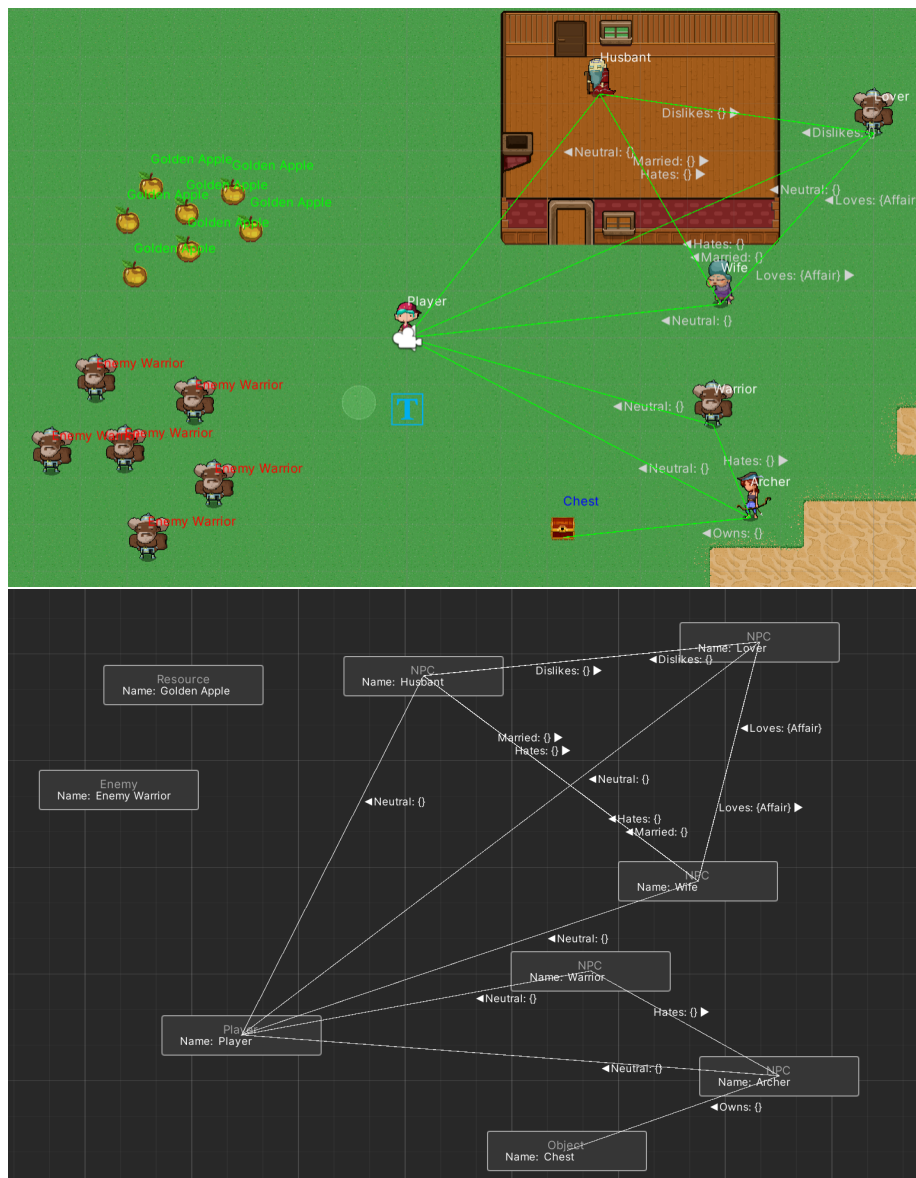 Husbant
Lover
Dislikes: {} ▶
◀Dislikes: {}
◀Neutral: {}
Married: {} ▶
Hates: {} ▶
Golden Apple
Golden Apple
Golden Apple
Golden Apple
Golden Apple
Golden Apple
Golden Apple
◀Neutral: {}
◀Loves: {Affair
◀Hates: {}
◀Married: {}
Wife
Loves: {Affair} ▶
Player
◀Neutral: {}
Enemy Warrior
Enemy Warrior
Warrior
◀Neutral: {}
T
Enemy Warrior
Enemy Warrior
Enemy Warrior
Hates: {} ▶
◀Neutral: {}
Archer
Chest
Enemy Warrior
◀Owns: {}
NPC
Name: Lover
◀Dislikes: {}
Dislikes: {} ▶
NPC
Name: Husbant
Resource
Name: Golden Apple
◀Loves: {Affair}
Married: {} ▶
Hates: {} ▶
Enemy
Name: Enemy Warrior
◀Neutral: {}
◀Neutral: {}
Loves: {Affair} ▶
◀Hates: {}
◀Married: {}
NPC
Name: Wife
◀Neutral: {}
NPC
Name: Warrior
◀Neutral: {}
Hates: {} ▶
Player
Name: Player
◀Neutral: {}
NPC
Name: Archer
◀Owns: {}
Object
Name: Chest